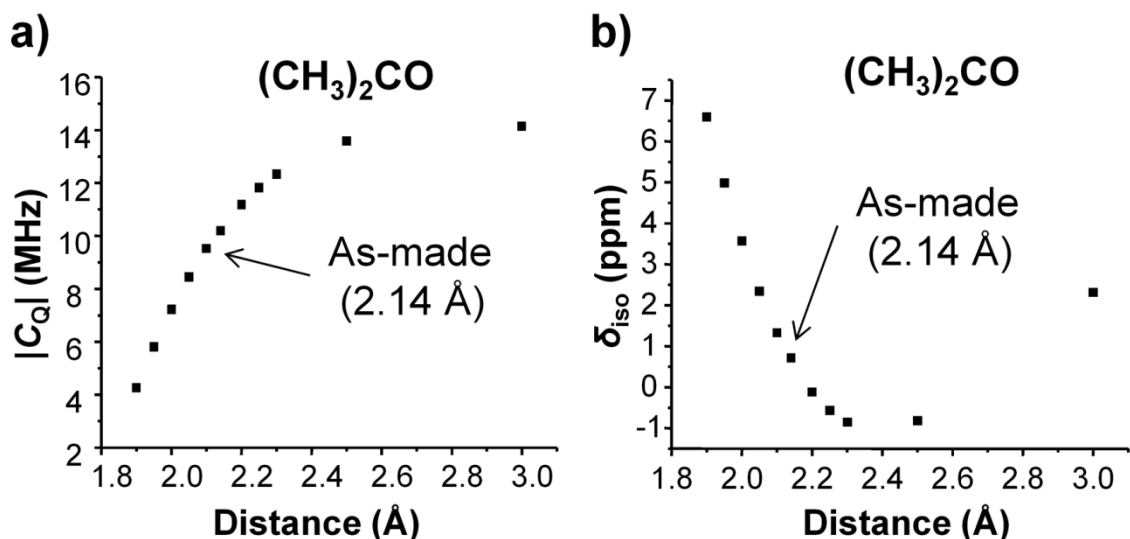 a)
(CH₃)₂CO
16
14
12
10
8
6
4
2
|C_Q| (MHz)
As-made
(2.14 Å)
1.8 2.0 2.2 2.4 2.6 2.8 3.0
Distance (Å)
b)
(CH₃)₂CO
7
6
5
4
3
2
1
0
-1
δ_iso (ppm)
As-made
(2.14 Å)
1.8 2.0 2.2 2.4 2.6 2.8 3.0
Distance (Å)